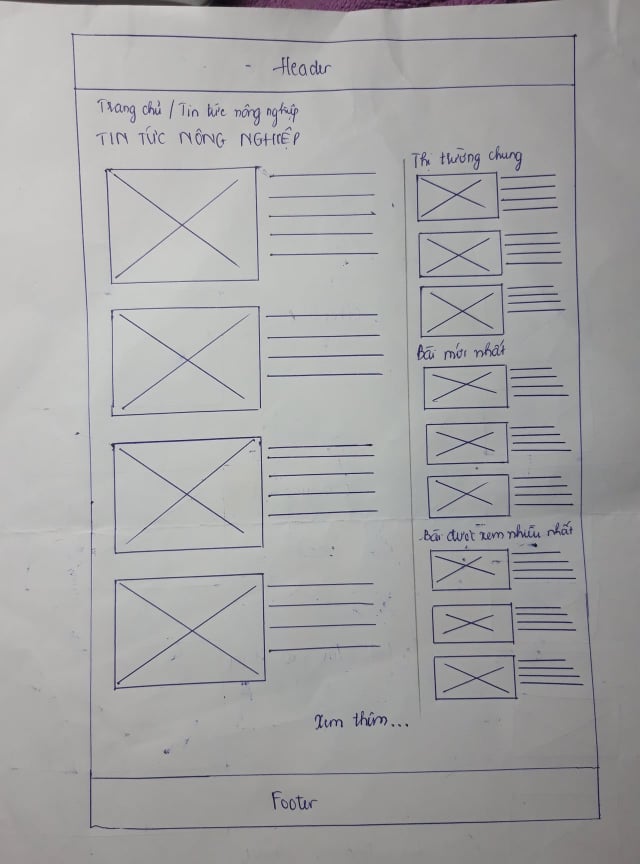 Header
Trang chủ / Tin tức nông nghiệp
TIN TỨC NÔNG NGHIỆP
Thị trường chung
Bài mới nhất
Bài được xem nhiều nhất
Xem thêm...
Footer